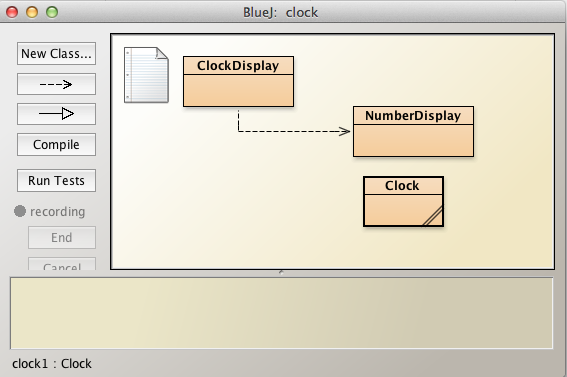 BlueJ: clock
New Class...
Compile
Run Tests
recording
End
Cancel
ClockDisplay
NumberDisplay
Clock
clock1 : Clock